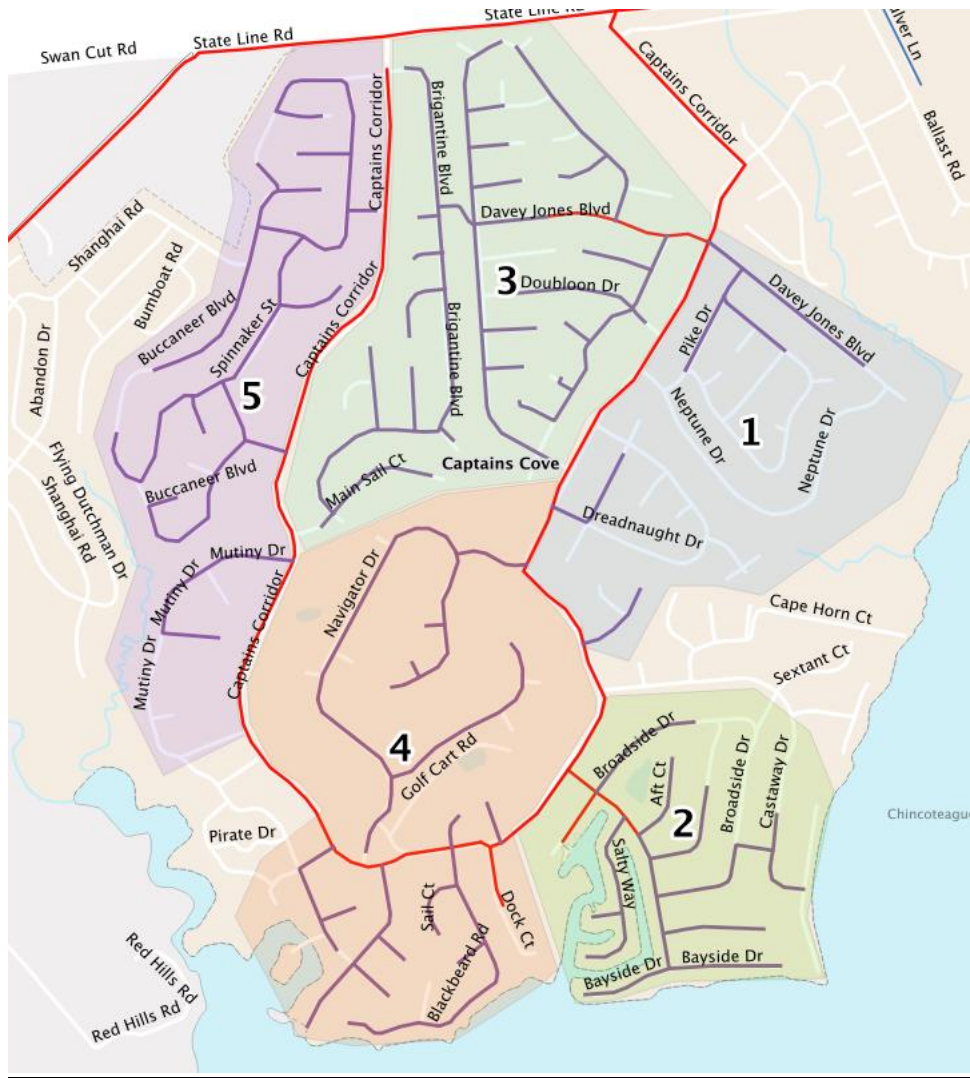 State Line Rd
State Line Rd
Swan Cut Rd
Captains Corridor
Ballast Rd
Captains Corridor
Brigantine Blvd
Shanghai Rd
Bumboat Rd
Davey Jones Blvd
3
Doubloon Dr
Davey Jones Blvd
Buccaneer Blvd
Spinnaker St
Captains Corridor
Abandon Dr
Pike Dr
Brigantine Blvd
5
1
Neptune Dr
Neptune Dr
Captains Cove
Main Sail Ct
Buccaneer Blvd
Flying Dutchman Dr
Shanghai Rd
Dreadnaught Dr
Mutiny Dr
Mutiny Dr
Navigator Dr
Cape Horn Ct
Mutiny Dr
Captains Corridor
Sextant Ct
4
Golf Cart Rd
Broadside Dr
Aft Ct
Broadside Dr
Castaway Dr
2
Pirate Dr
Chincoteague
Salty Way
Sail Ct
Dock Ct
Blackbeard Rd
Red Hills Rd
Bayside Dr
Bayside Dr
Red Hills Rd